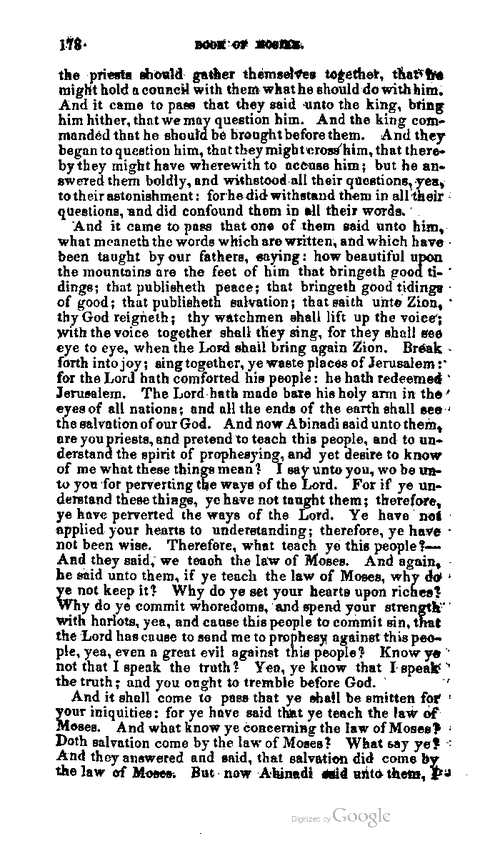 178 BOOK OF MOSIAH.
the priests should gather themselves together, that he
might hold a council with them what he should do with him.
And it came to pass that they said unto the king, bring
him hither, that we may question him. And the king com-
manded that he should be brought before them. And they
began to question him, that they might cross him, that there-
by they might have wherewith to accuse him; but he an-
swered them boldly, and withstood all their questions, yea,
to their astonishment: for he did withstand them in all their
questions, and did confound them in all their words.
And it came to pass that one of them said unto him,
what meaneth the words which are written, and which have
been taught by our fathers, saying: how beautiful upon
the mountains are the feet of him that bringeth good ti-
dings; that publisheth peace; that bringeth good tidings
of good; that publisheth salvation; that saith unto Zion,
thy God reigneth; thy watchmen shall lift up the voice;
with the voice together shall they sing, for they shall see
eye to eye, when the Lord shall bring again Zion. Break
forth into joy; sing together, ye waste places of Jerusalem:
for the Lord hath comforted his people: he hath redeemed
Jerusalem. The Lord hath made bare his holy arm in the
eyes of all nations; and all the ends of the earth shall see
the salvation of our God. And now Abinadi said unto them,
are you priests, and pretend to teach this people, and to un-
derstand the spirit of prophesying, and yet desire to know
of me what these things mean? I say unto you, wo be un-
to you for perverting the ways of the Lord. For if ye un-
derstand these things, ye have not taught them; therefore,
ye have perverted the ways of the Lord. Ye have not
applied your hearts to understanding; therefore, ye have
not been wise. Therefore, what teach ye this people?—
And they said, we teach the law of Moses. And again,
he said unto them, if ye teach the law of Moses, why do
ye not keep it? Why do ye set your hearts upon riches?
Why do ye commit whoredoms, and spend your strength
with harlots, yea, and cause this people to commit sin, that
the Lord has cause to send me to prophesy against this peo-
ple, yea, even a great evil against this people? Know ye
not that I speak the truth? Yea, ye know that I speak
the truth; and you ought to tremble before God.
And it shall come to pass that ye shall be smitten for
your iniquities: for ye have said that ye teach the law of
Moses. And what know ye concerning the law of Moses?
Doth salvation come by the law of Moses? What say ye?
And they answered and said, that salvation did come by
the law of Moses. But now Abinadi said unto them, I
Digitized by Google